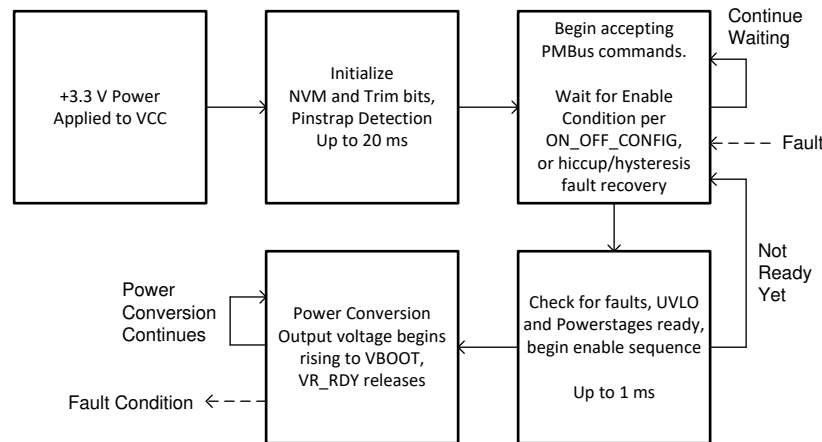 +3.3 V Power
Applied to VCC
Initialize
NVM and Trim bits,
Pinstrap Detection
Up to 20 ms
Begin accepting
PMBus commands.
Wait for Enable
Condition per
ON_OFF_CONFIG,
or hiccup/hysteresis
fault recovery
Continue
Waiting
Fault
Not
Ready
Yet
Check for faults, UVLO
and Powerstages ready,
begin enable sequence
Up to 1 ms
Power Conversion
Output voltage begins
rising to VBOOT,
VR_RDY releases
Power
Conversion
Continues
Fault Condition